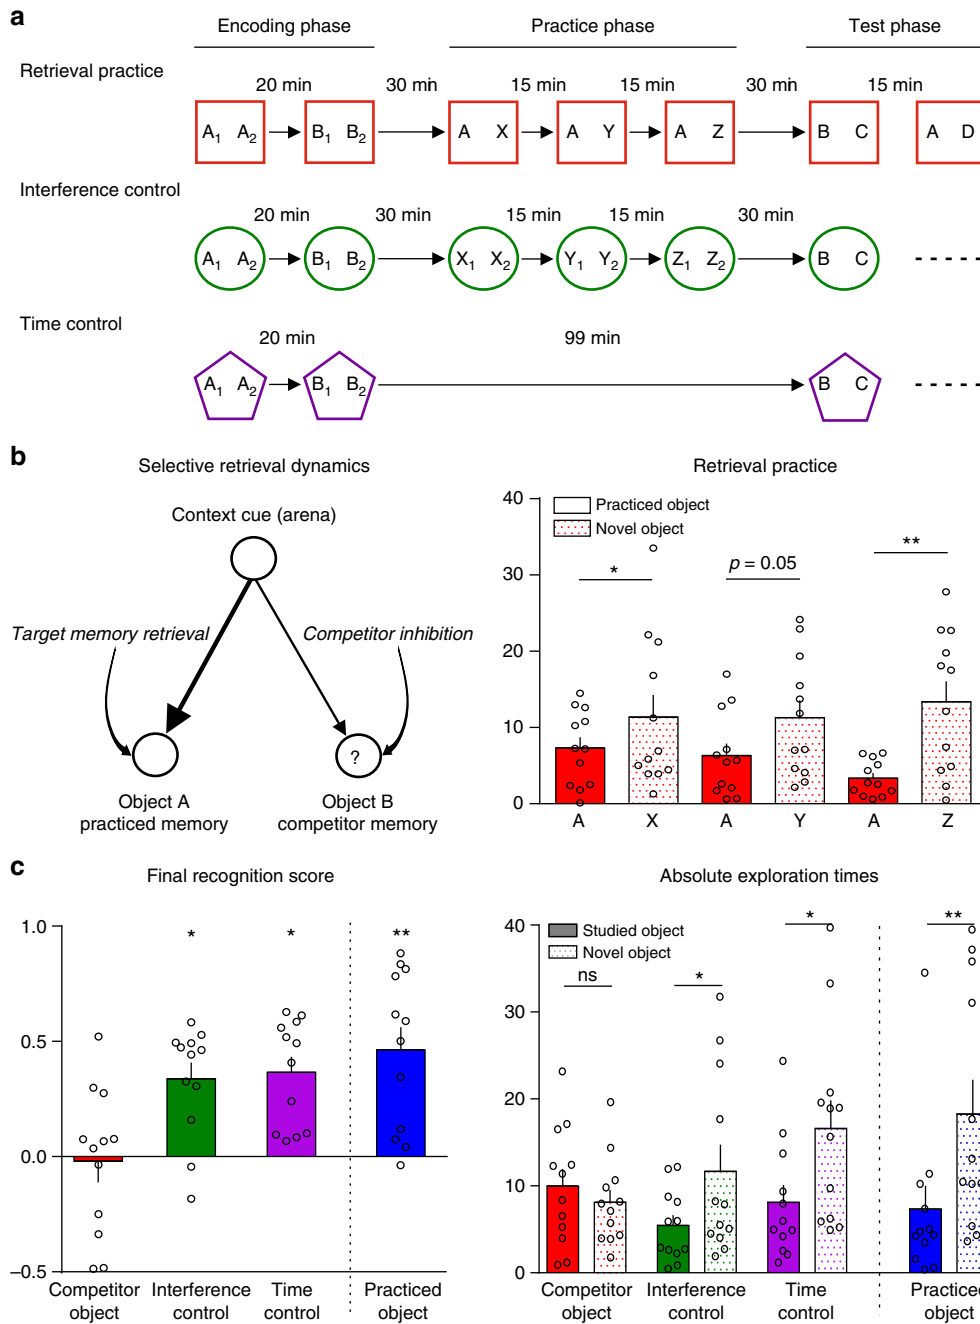 a
Encoding phase Practice phase Test phase
Retrieval practice
20 min 30 min 15 min 15 min 30 min 15 min
A1 A2 B1 B2 A X A Y A Z B C A D
Interference control
20 min 30 min 15 min 15 min 30 min
A1 A2 B1 B2 X1 X2 Y1 Y2 Z1 Z2 B C
Time control
20 min 99 min
A1 A2 B1 B2 B C
b
Selective retrieval dynamics
Context cue (arena)
Target memory retrieval Competitor inhibition
?
Object A Object B
practiced memory competitor memory
Retrieval practice
Practiced object
Novel object
* p = 0.05 **
40
30
20
10
0
A X A Y A Z
c
Final recognition score
* * **
1.0
0.5
0.0
–0.5
Competitor Interference Time Practiced
object control control object
Absolute exploration times
Studied object
Novel object
ns * * **
40
30
20
10
0
Competitor Interference Time Practiced
object control control object